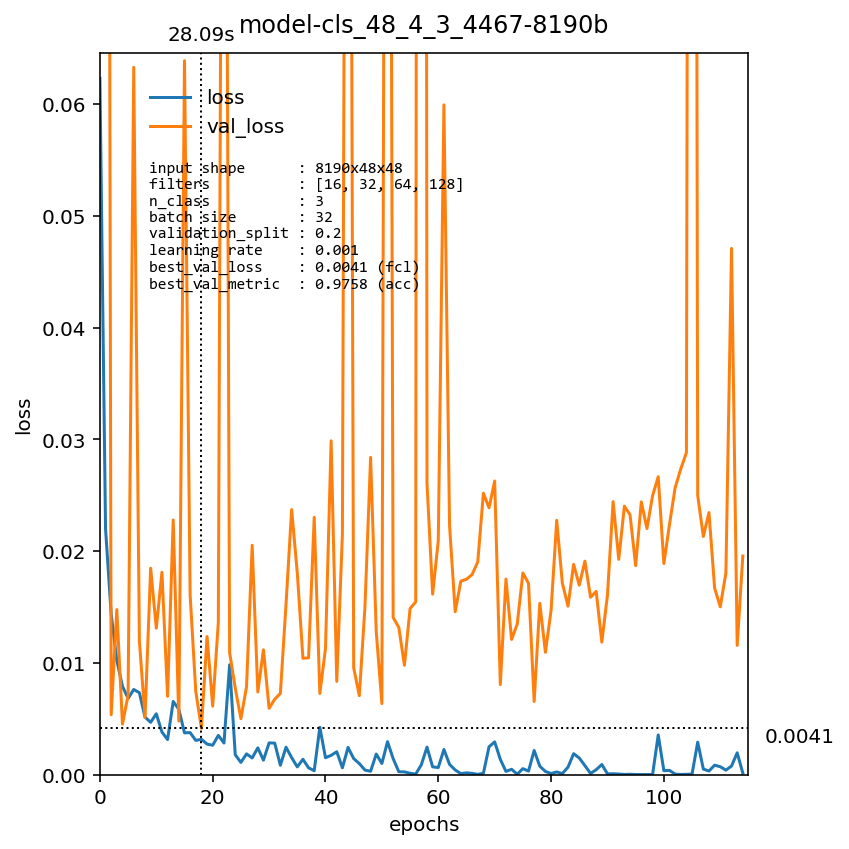 28.09s
model-cls_48_4_3_4467-8190b
loss
val_loss
input shape : 8190x48x48
filters : [16, 32, 64, 128]
n_class : 3
batch size : 32
validation_split : 0.2
learning rate : 0.001
best_val_loss : 0.0041 (fcl)
best_val_metric : 0.9758 (acc)
0.06
0.05
0.04
0.03
0.02
0.01
0.00
loss
0.0041
0 20 40 60 80 100
epochs